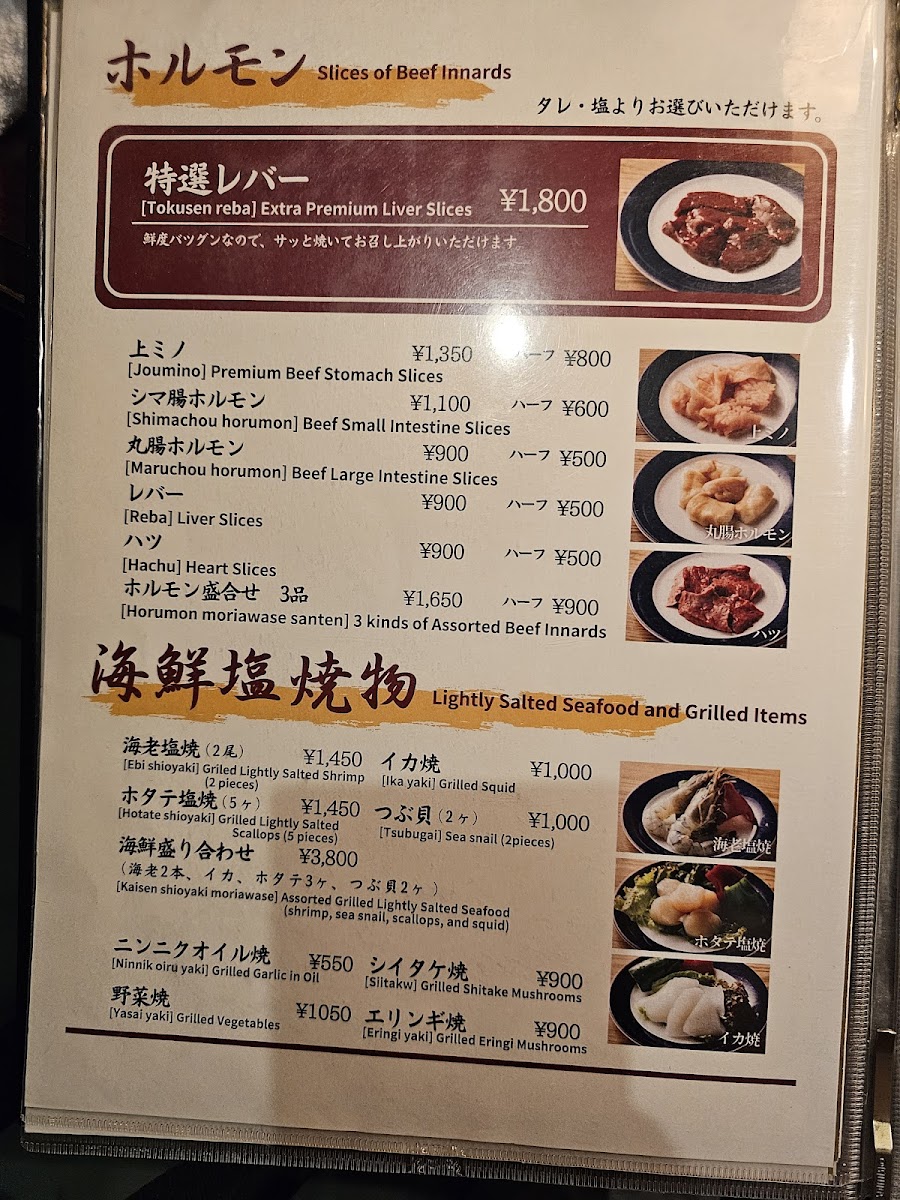 ホルモン Slices of Beef Innards
タレ・塩よりお選びいただけます。
特選レバー
[Tokusen reba] Extra Premium Liver Slices ¥1,800
鮮度バツグンなので、サッと焼いてお召し上がりいただけます。
上ミノ ¥1,350 ハーフ ¥800
[Joumino] Premium Beef Stomach Slices
シマ腸ホルモン ¥1,100 ハーフ ¥600
[Shimachou horumon] Beef Small Intestine Slices
丸腸ホルモン ¥900 ハーフ ¥500
[Maruchou horumon] Beef Large Intestine Slices
レバー ¥900 ハーフ ¥500
[Reba] Liver Slices
ハツ ¥900 ハーフ ¥500
[Hachu] Heart Slices
ホルモン盛合せ 3品 ¥1,650 ハーフ ¥900
[Horumon moriawase santen] 3 kinds of Assorted Beef Innards
上ミノ
丸腸ホルモン
ハツ
海鮮塩焼物 Lightly Salted Seafood and Grilled Items
海老塩焼(2尾) ¥1,450
[Ebi shioyaki] Griled Lightly Salted Shrimp
(2 pieces)
イカ焼 ¥1,000
[Ika yaki] Grilled Squid
ホタテ塩焼(5ヶ) ¥1,450
[Hotate shioyaki] Grilled Lightly Salted
Scallops (5 pieces)
つぶ貝(2ヶ) ¥1,000
[Tsubugai] Sea snail (2pieces)
海鮮盛り合わせ ¥3,800
(海老2本、イカ、ホタテ3ヶ、つぶ貝2ヶ)
[Kaisen shioyaki moriawase] Assorted Grilled Lightly Salted Seafood
(shrimp, sea snail, scallops, and squid)
ニンニクオイル焼 ¥550
[Ninnik oiru yaki] Grilled Garlic in Oil
シイタケ焼 ¥900
[Siitakw] Grilled Shitake Mushrooms
野菜焼 ¥1050
[Yasai yaki] Grilled Vegetables
エリンギ焼 ¥900
[Eringi yaki] Grilled Eringi Mushrooms
海老塩焼
ホタテ塩焼
イカ焼